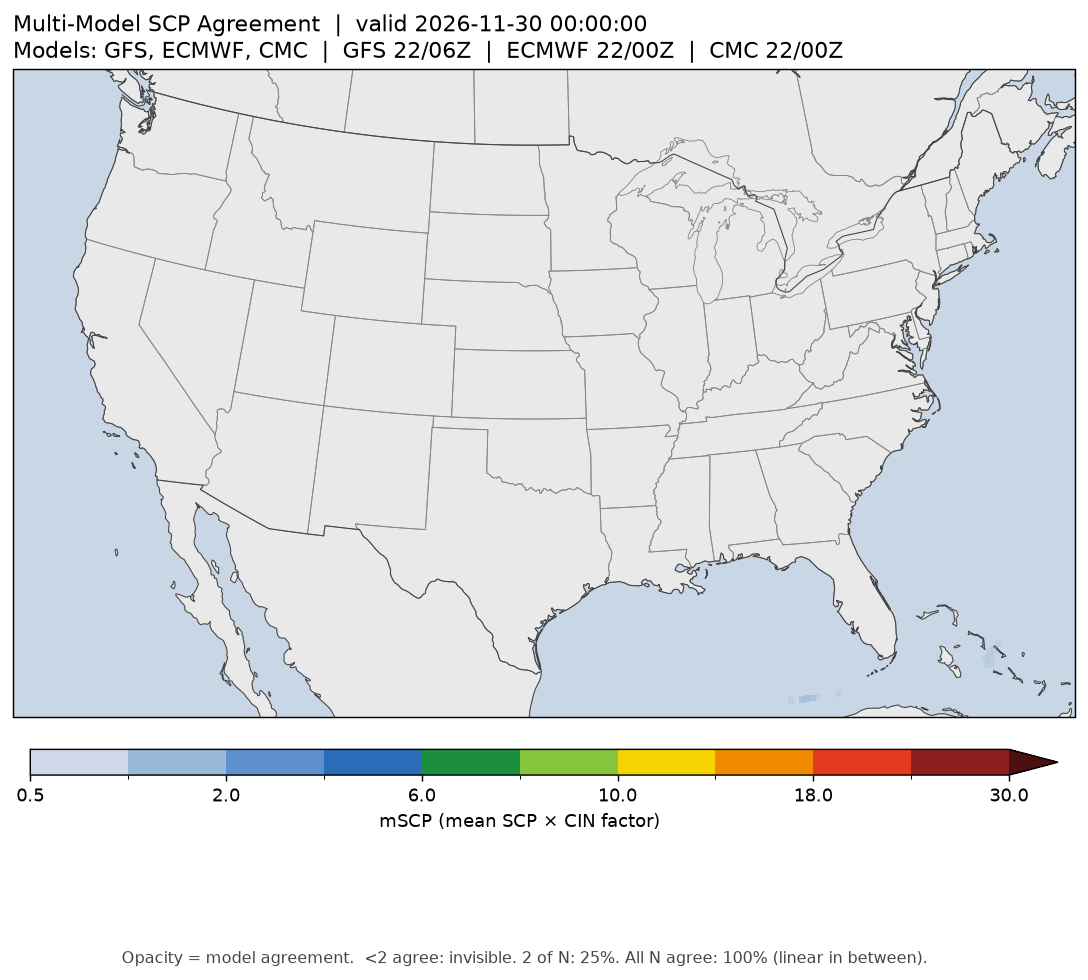 Multi-Model SCP Agreement | valid 2026-11-30 00:00:00
Models: GFS, ECMWF, CMC | GFS 22/06Z | ECMWF 22/00Z | CMC 22/00Z
0.5 2.0 6.0 10.0 18.0 30.0
mSCP (mean SCP × CIN factor)
Opacity = model agreement. <2 agree: invisible. 2 of N: 25%. All N agree: 100% (linear in between).